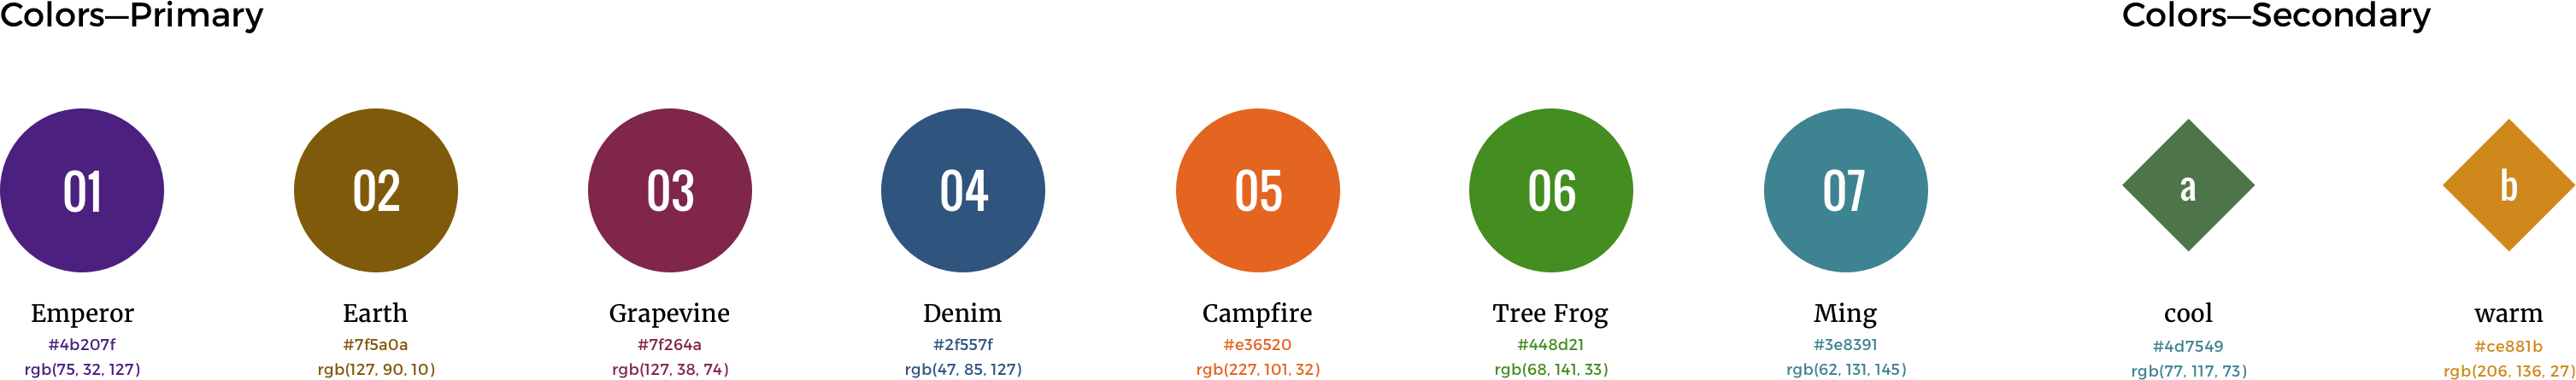 Colors—Primary
Colors—Secondary
01
02
03
04
05
06
07
a
b
Emperor
Earth
Grapevine
Denim
Campfire
Tree Frog
Ming
cool
warm
#4b207f
#7f5a0a
#7f264a
#2f557f
#e36520
#448d21
#3e8391
#4d7549
#ce881b
rgb(75, 32, 127)
rgb(127, 90, 10)
rgb(127, 38, 74)
rgb(47, 85, 127)
rgb(227, 101, 32)
rgb(68, 141, 33)
rgb(62, 131, 145)
rgb(77, 117, 73)
rgb(206, 136, 27)